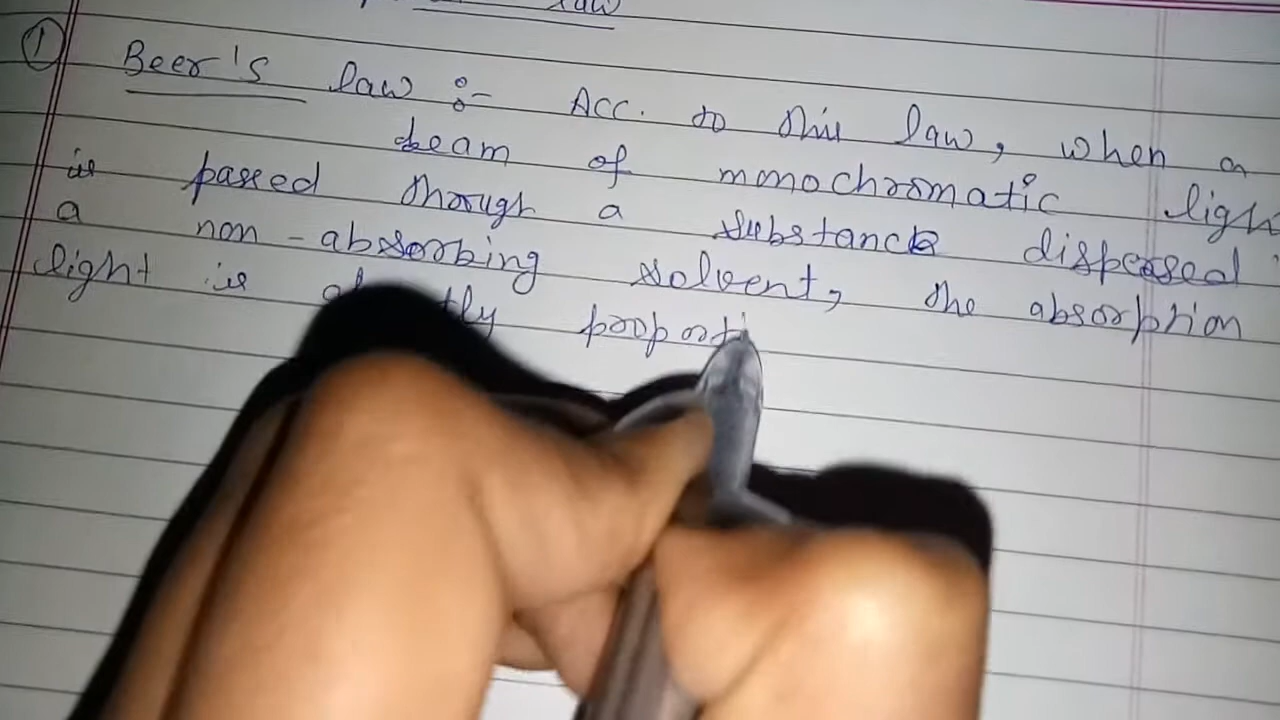 law
① Beer's law :- Acc. to this law, when a
beam of monochromatic light
is passed through a substance dispersed
a non-absorbing solvent, the absorption
light is proporti